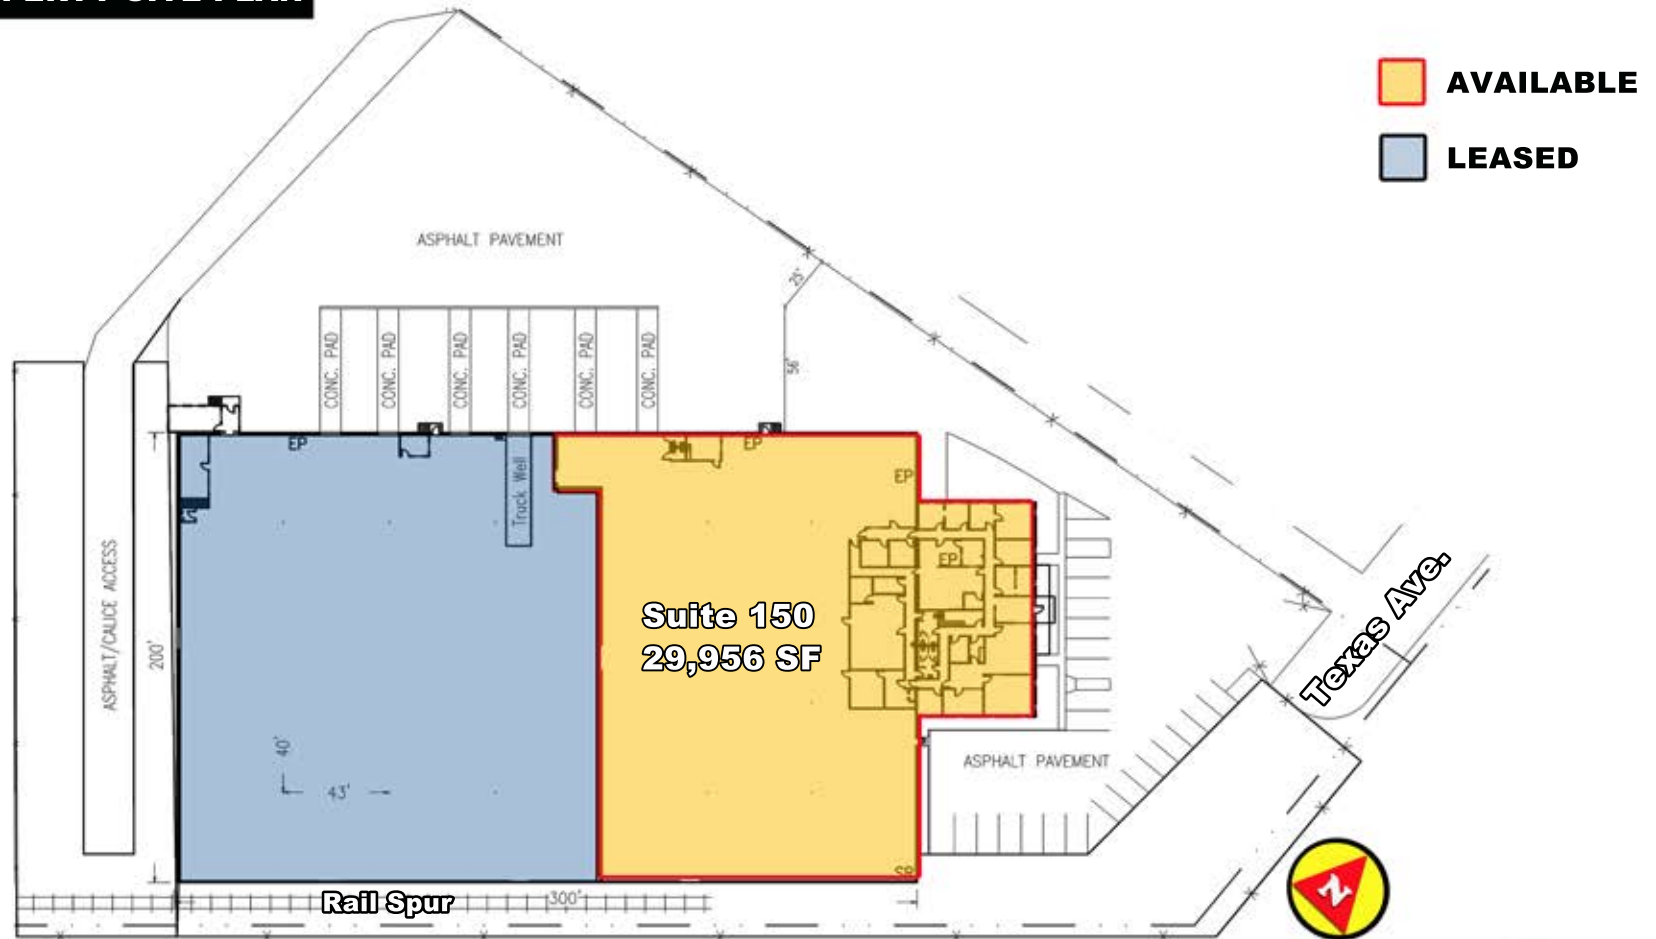 AVAILABLE
LEASED
ASPHALT PAVEMENT
25'
56'
CONC. PAD
CONC. PAD
CONC. PAD
CONC. PAD
CONC. PAD
CONC. PAD
EP
EP
EP
Truck Well
EP
ASPHALT/CALICE ACCESS
200'
Suite 150
29,956 SF
Texas Ave.
40'
43'
ASPHALT PAVEMENT
SR
Rail Spur
300'
N